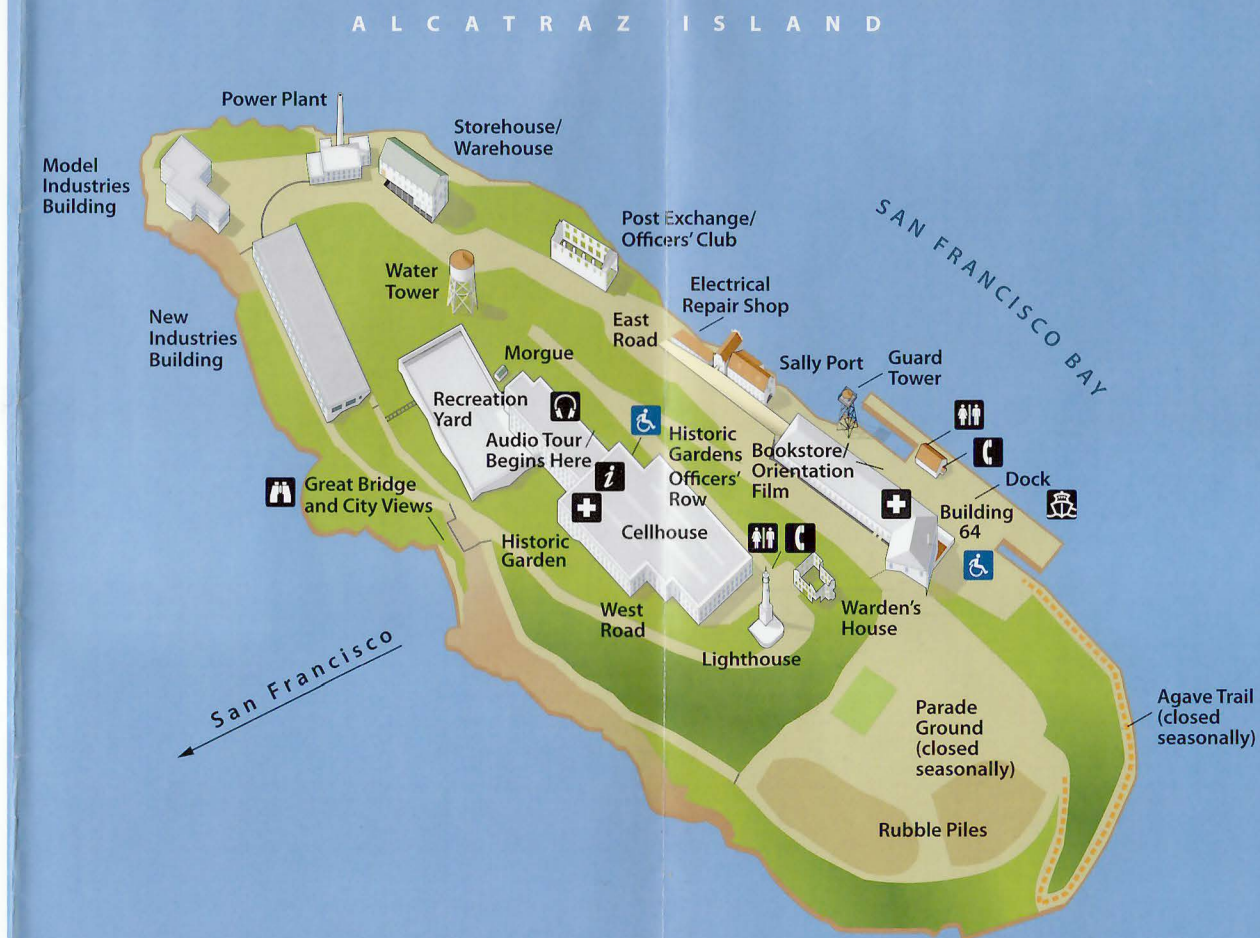 ALCATRAZ ISLAND
Power Plant
Storehouse/
Warehouse
Model
Industries
Building
Post Exchange/
Officers' Club
SAN FRANCISCO BAY
Water
Tower
Electrical
Repair Shop
New
Industries
Building
East
Road
Morgue
Sally Port
Guard
Tower
Recreation
Yard
Audio Tour
Begins Here
Historic
Gardens
Officers'
Row
Bookstore/
Orientation
Film
Dock
Great Bridge
and City Views
i
Building
64
Cellhouse
Historic
Garden
West
Road
Warden's
House
Lighthouse
San Francisco
Parade
Ground
(closed
seasonally)
Agave Trail
(closed
seasonally)
Rubble Piles